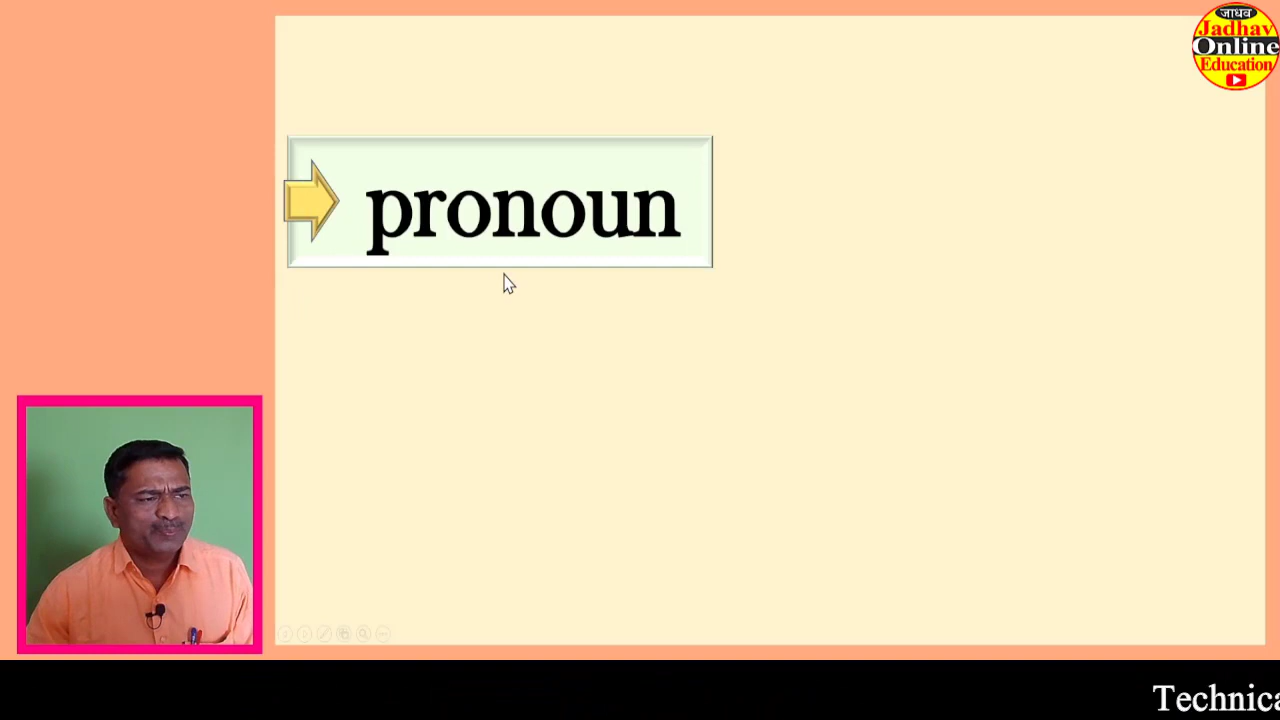 जाधव
Jadhav
Online
Education
pronoun
Technica